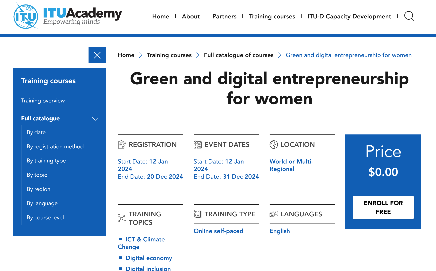 ITUAcademy
Empowering minds
Home | About Partners | Training courses | ITU-D Capacity Development |
Home > Training courses > Full catalogue of courses > Green and digital entrepreneurship for women
Training courses
Training overview
Full catalogue
By date
By registration method
By training type
By topic
By region
By language
By course level
Green and digital entrepreneurship
for women
REGISTRATION
Start Date: 12 Jan
2024
End Date: 20 Dec 2024
EVENT DATES
Start Date: 12 Jan
2024
End Date: 31 Dec 2024
LOCATION
World or Multi
Regional
TRAINING
TOPICS
ICT & Climate
Change
Digital economy
Digital inclusion
TRAINING TYPE
Online self-paced
LANGUAGES
English
Price
$0.00
ENROLL FOR
FREE